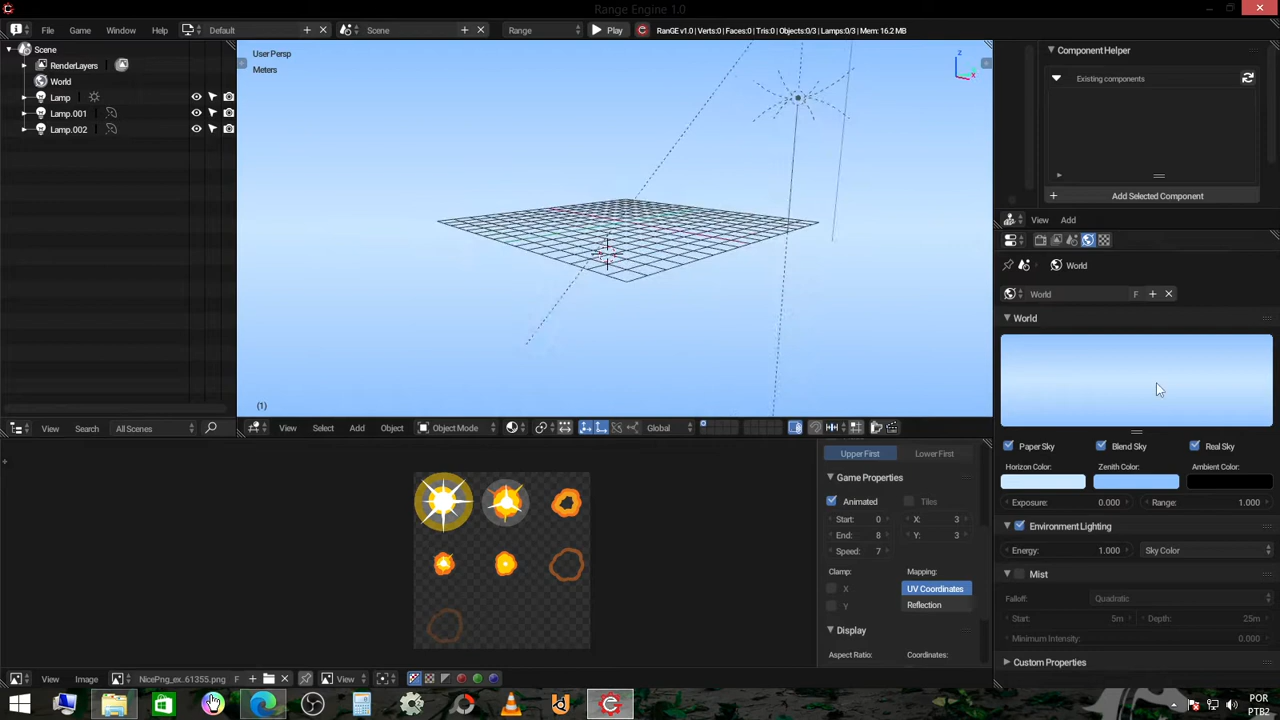 Range Engine 1.0
File Game Window Help Default Scene Range Play RanGE v1.0 | Verts:0 | Faces:0 | Tris:0 | Objects:0/3 | Lamps:0/3 | Mem: 16.2 MB
Scene
RenderLayers
World
Lamp
Lamp.001
Lamp.002
View Search All Scenes
User Persp
Meters
z
x
(1)
View Select Add Object Object Mode Global
Component Helper
Existing components
Add Selected Component
View Add
World
World F
World
Paper Sky Blend Sky Real Sky
Horizon Color: Zenith Color: Ambient Color:
Exposure: 0.000 Range: 1.000
Environment Lighting
Energy: 1.000 Sky Color
Mist
Falloff: Quadratic
Start: 5m Depth: 25m
Minimum Intensity: 0.000
Custom Properties
Upper First Lower First
Game Properties
Animated Tiles
Start: 0 X: 3
End: 8 Y: 3
Speed: 7
Clamp: Mapping:
X UV Coordinates
Y Reflection
Display
Aspect Ratio: Coordinates:
View Image NicePng_ex.61355.png F View
POR
PTB2